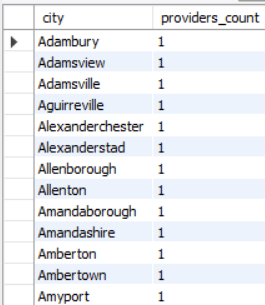 city providers_count
Adambury 1
Adamsview 1
Adamsville 1
Aguirreville 1
Alexanderchester 1
Alexanderstad 1
Allenborough 1
Allenton 1
Amandaborough 1
Amandashire 1
Amberton 1
Ambertown 1
Amyport 1